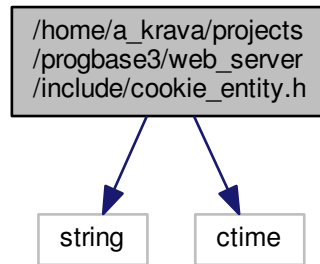 /home/a_krava/projects
/progbase3/web_server
/include/cookie_entity.h
string
ctime